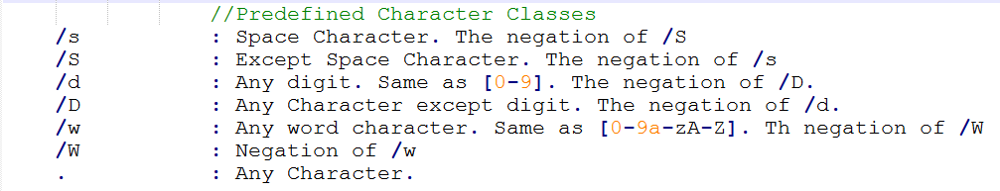 //Predefined Character Classes
/s : Space Character. The negation of /S
/S : Except Space Character. The negation of /s
/d : Any digit. Same as [0-9]. The negation of /D.
/D : Any Character except digit. The negation of /d.
/w : Any word character. Same as [0-9a-zA-Z]. Th negation of /W
/W : Negation of /w
. : Any Character.